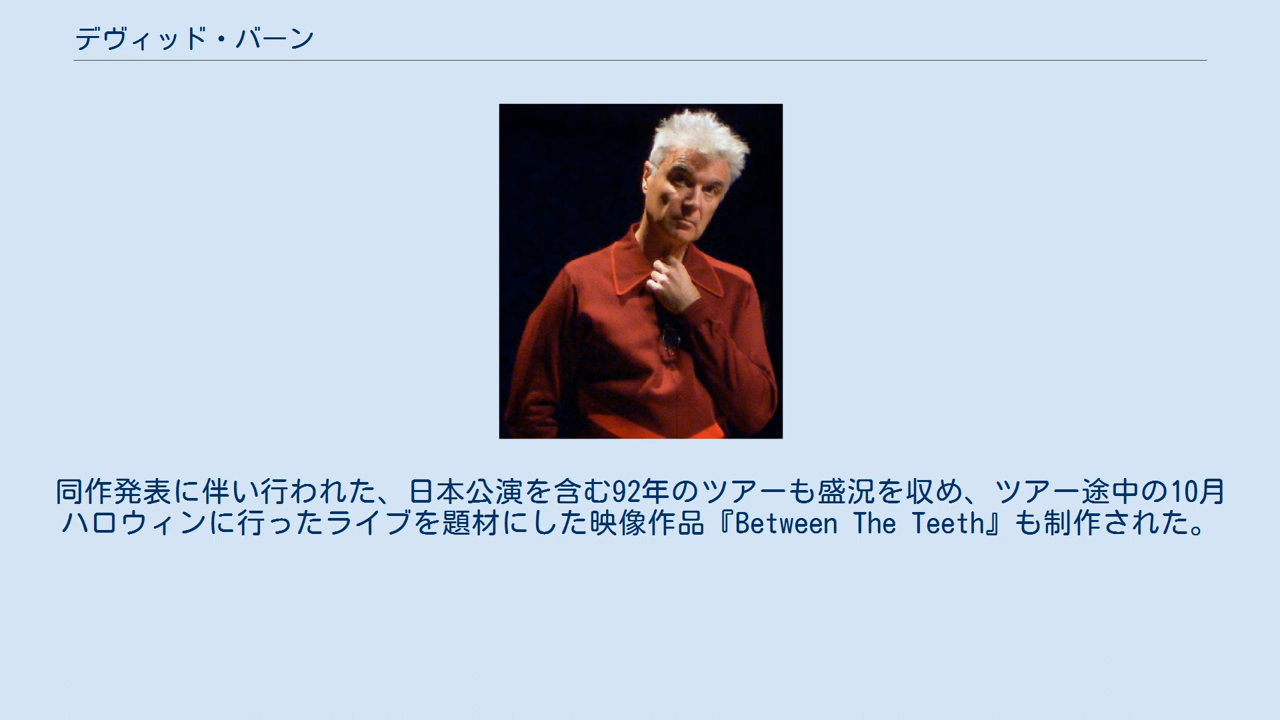 デヴィッド・バーン
同作発表に伴い行われた、日本公演を含む92年のツアーも盛況を収め、ツアー途中の10月
ハロウィンに行ったライブを題材にした映像作品『Between The Teeth』も制作された。